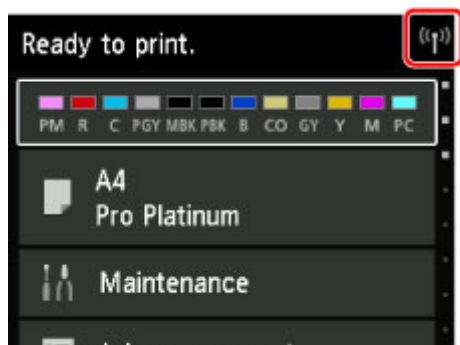 Ready to print.
PM R C PGY MBK PBK B CO GY Y M PC
A4
Pro Platinum
Maintenance